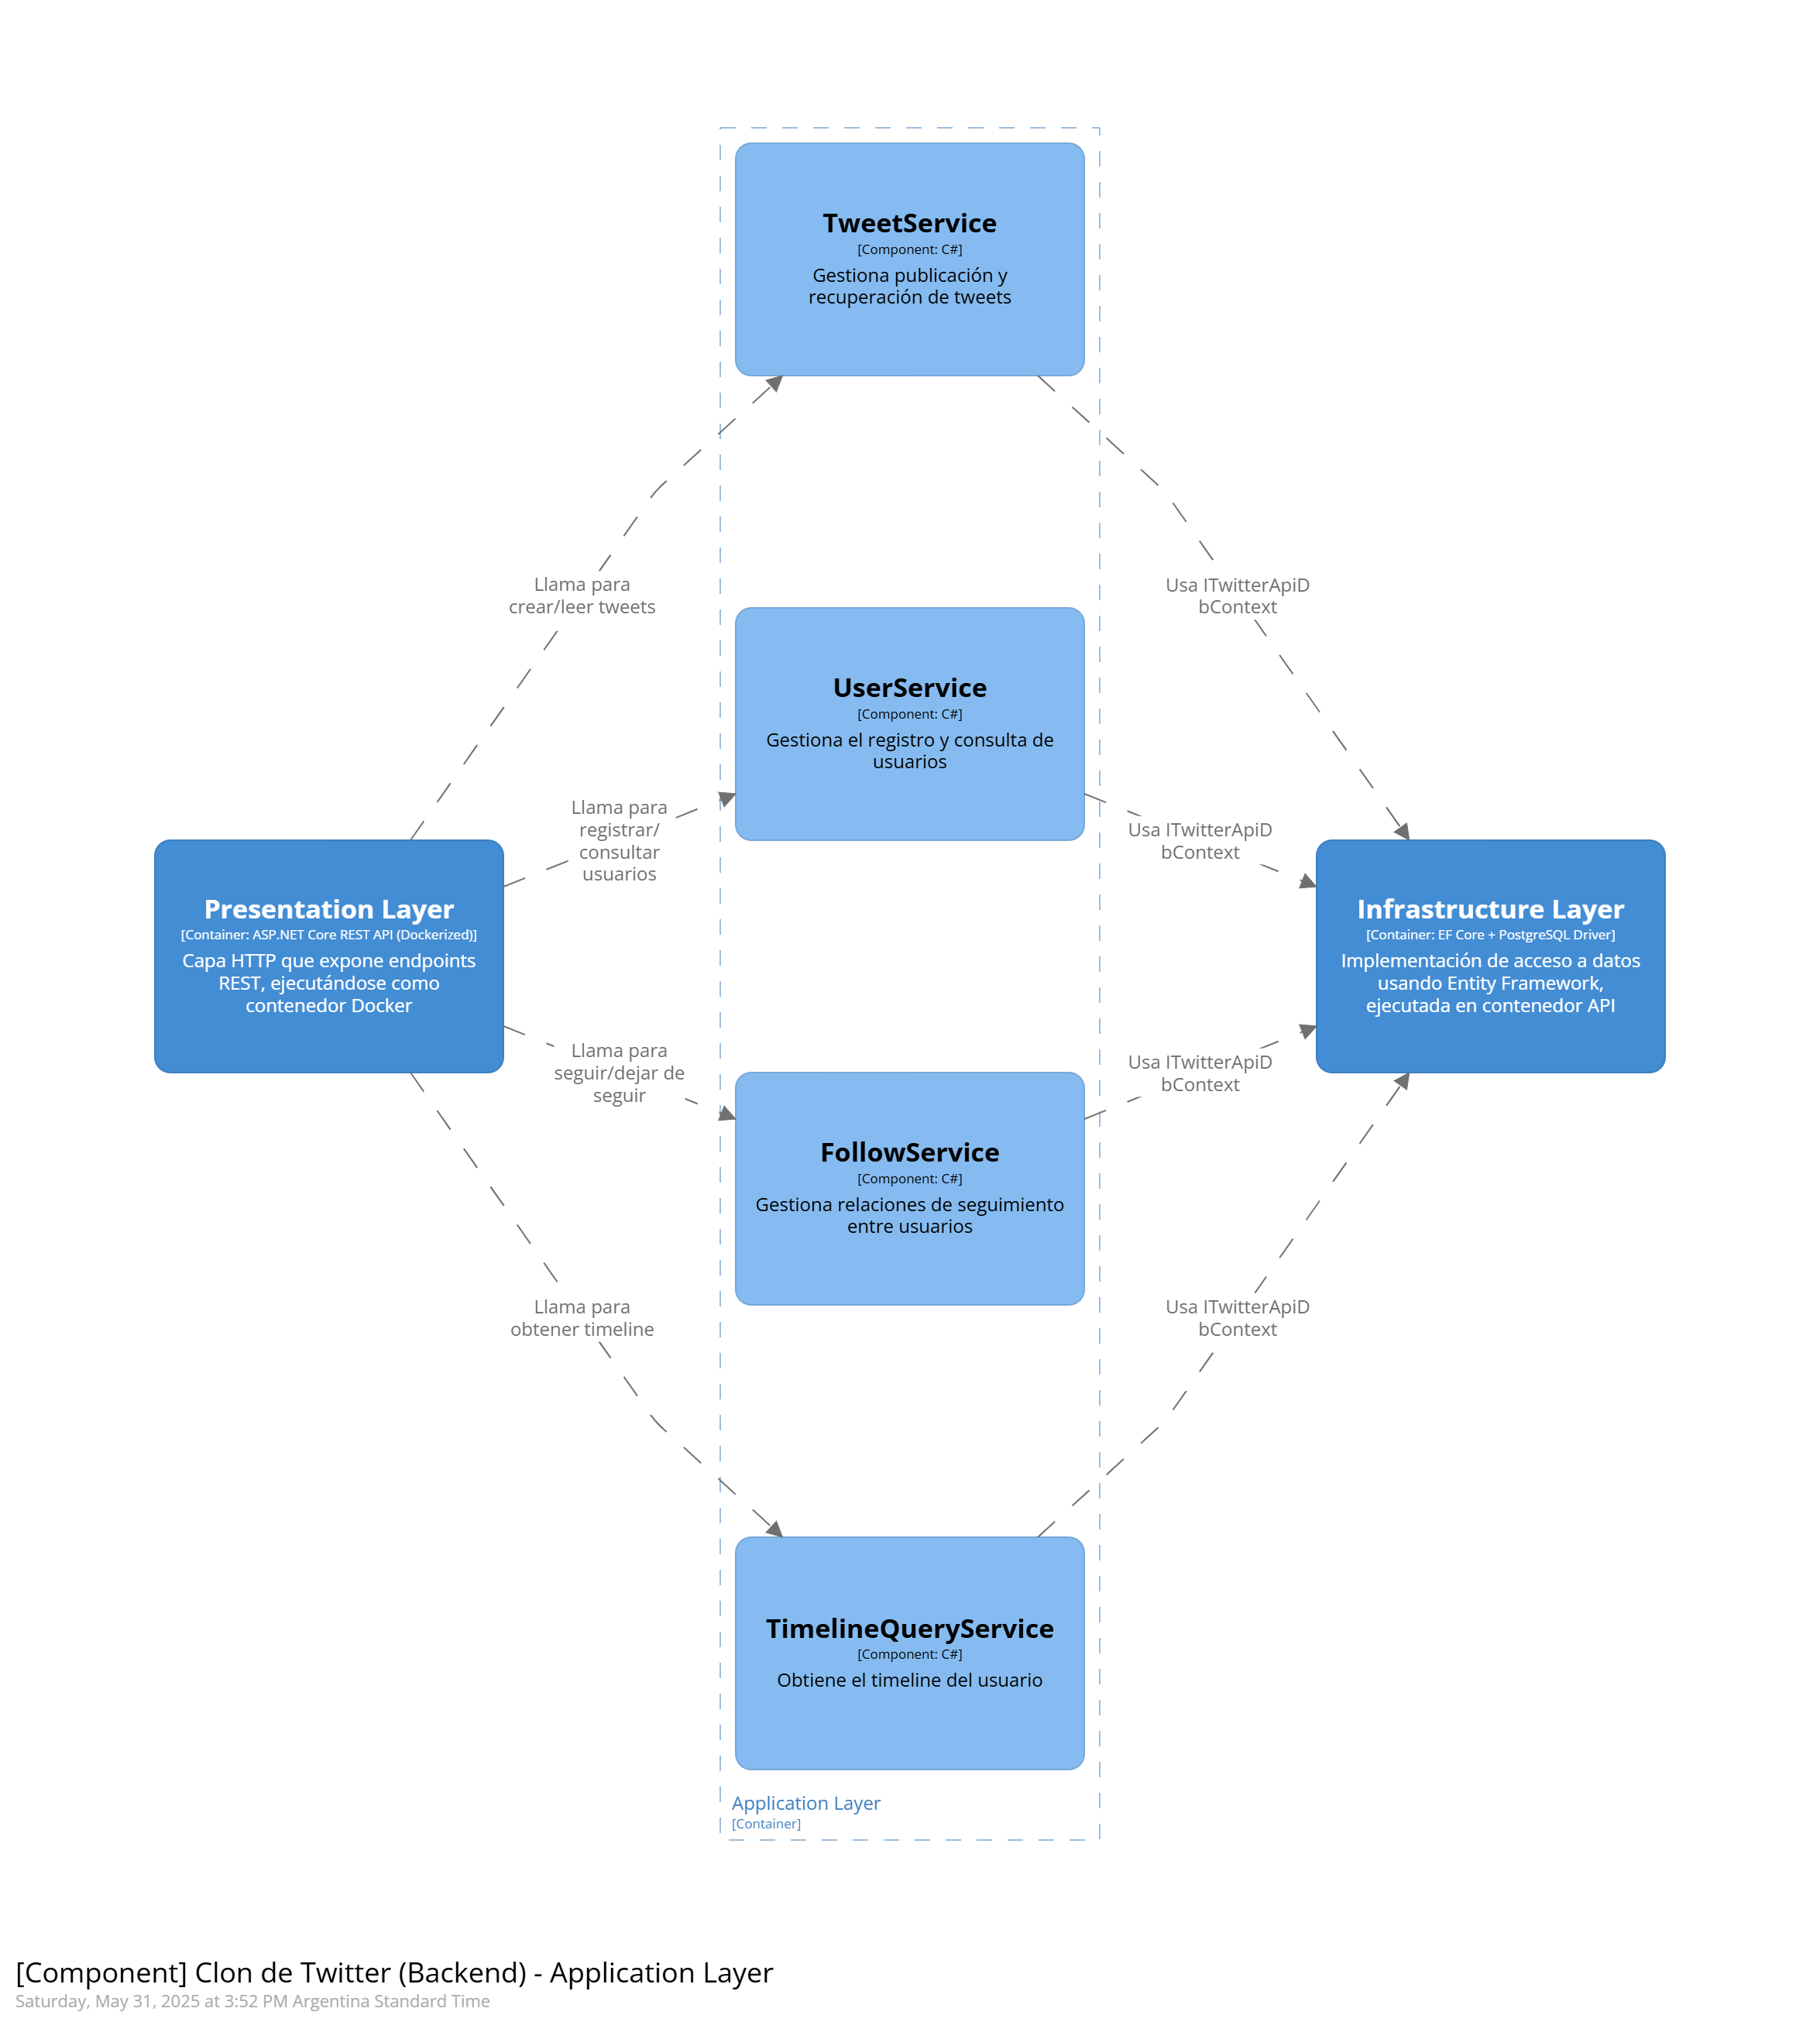 TweetService
[Component: C#]
Gestiona publicación y
recuperación de tweets
Llama para
crear/leer tweets
Usa ITwitterApiD
bContext
UserService
[Component: C#]
Gestiona el registro y consulta de
usuarios
Llama para
registrar/
consultar
usuarios
Usa ITwitterApiD
bContext
Presentation Layer
[Container: ASP.NET Core REST API (Dockerized)]
Capa HTTP que expone endpoints
REST, ejecutándose como
contenedor Docker
Infrastructure Layer
[Container: EF Core + PostgreSQL Driver]
Implementación de acceso a datos
usando Entity Framework,
ejecutada en contenedor API
Llama para
seguir/dejar de
seguir
Usa ITwitterApiD
bContext
FollowService
[Component: C#]
Gestiona relaciones de seguimiento
entre usuarios
Llama para
obtener timeline
Usa ITwitterApiD
bContext
TimelineQueryService
[Component: C#]
Obtiene el timeline del usuario
Application Layer
[Container]
[Component] Clon de Twitter (Backend) - Application Layer
Saturday, May 31, 2025 at 3:52 PM Argentina Standard Time